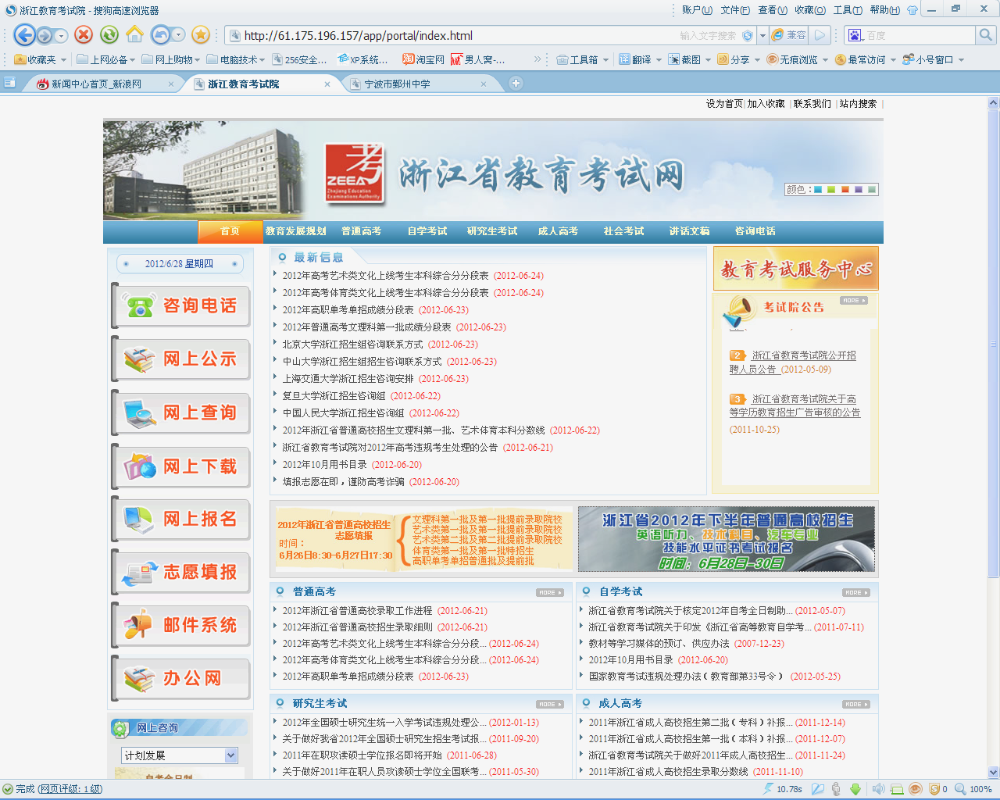 浙江教育考试院 - 搜狗高速浏览器
账户(U) 文件(F) 查看(V) 收藏(O) 工具(T) 帮助(H)
http://61.175.196.157/app/portal/index.html
输入文字搜索
兼容
百度
收藏夹 上网必备 网上购物 电脑技术 256安全... XP系统... 淘宝网 男人窝-... 工具箱 翻译 截图 分享 无痕浏览 最常访问 小号窗口
新闻中心首页_新浪网
浙江教育考试院
宁波市鄞州中学
设为首页| 加入收藏 | 联系我们 | 站内搜索 |
考
ZEEA
Zhejiang Education
Examinations Authority
浙江省教育考试网
颜色：
首页 教育发展规划 普通高考 自学考试 研究生考试 成人高考 社会考试 讲话文稿 咨询电话
2012/6/28 星期四
咨询电话
网上公示
网上查询
网上下载
网上报名
志愿填报
邮件系统
办公网
网上咨询
计划发展
最新信息
2012年高考艺术类文化上线考生本科综合分分段表 (2012-06-24)
2012年高考体育类文化上线考生本科综合分分段表 (2012-06-24)
2012年高职单考单招成绩分段表 (2012-06-23)
2012年普通高考文理科第一批成绩分段表 (2012-06-23)
北京大学浙江招生组咨询联系方式 (2012-06-23)
中山大学浙江招生组招生咨询联系方式 (2012-06-23)
上海交通大学浙江招生咨询安排 (2012-06-23)
复旦大学浙江招生咨询组 (2012-06-22)
中国人民大学浙江招生咨询组 (2012-06-22)
2012年浙江省普通高校招生文理科第一批、艺术体育本科分数线 (2012-06-22)
浙江省教育考试院对2012年高考违规考生处理的公告 (2012-06-21)
2012年10月用书目录 (2012-06-20)
填报志愿在即，谨防高考诈骗 (2012-06-20)
教育考试服务中心
考试院公告
MORE
2 浙江省教育考试院公开招
聘人员公告 (2012-05-09)
3 浙江省教育考试院关于高
等学历教育招生广告审核的公告
(2011-10-25)
2012年浙江省普通高校招生
志愿填报
时间：
6月26日8:30-6月27日17:30
文理科第一批及第一批提前录取院校
艺术类第一批及第一批提前录取院校
艺术类第二批及第二批提前录取院校
体育类第一批及第一批特招生
高职单考单招普通批及提前批
浙江省2012年下半年普通高校招生
英语听力、技术科目、汽车专业
技能水平证书考试报名
时间：6月28日-30日
普通高考
MORE
2012年浙江省普通高校录取工作进程 (2012-06-21)
2012年浙江省普通高校招生录取细则 (2012-06-21)
2012年高考艺术类文化上线考生本科综合分分段... (2012-06-24)
2012年高考体育类文化上线考生本科综合分分段... (2012-06-24)
2012年高职单考单招成绩分段表 (2012-06-23)
自学考试
MORE
浙江省教育考试院关于核定2012年自考全日制助... (2012-05-07)
浙江省教育考试院关于印发《浙江省高等教育自学考... (2011-07-11)
教材等学习媒体的预订、供应办法 (2007-12-23)
2012年10月用书目录 (2012-06-20)
国家教育考试违规处理办法（教育部第33号令） (2012-05-25)
研究生考试
MORE
2012年全国硕士研究生统一入学考试违规处理公... (2012-01-13)
关于做好我省2012年全国硕士研究生招生考试报... (2011-09-20)
2011年在职攻读硕士学位报名即将开始 (2011-06-28)
关于做好2011年在职人员攻读硕士学位全国联考... (2011-05-30)
成人高考
MORE
2011年浙江省成人高校招生第二批（专科）补报... (2011-12-14)
2011年浙江省成人高校招生第一批（本科）补报... (2011-12-07)
浙江省教育考试院关于做好2011年成人高校招生... (2011-11-24)
2011年浙江省成人高校招生录取分数线 (2011-11-10)
完成 (网页评级: 1 级)
10.78s
0
100%